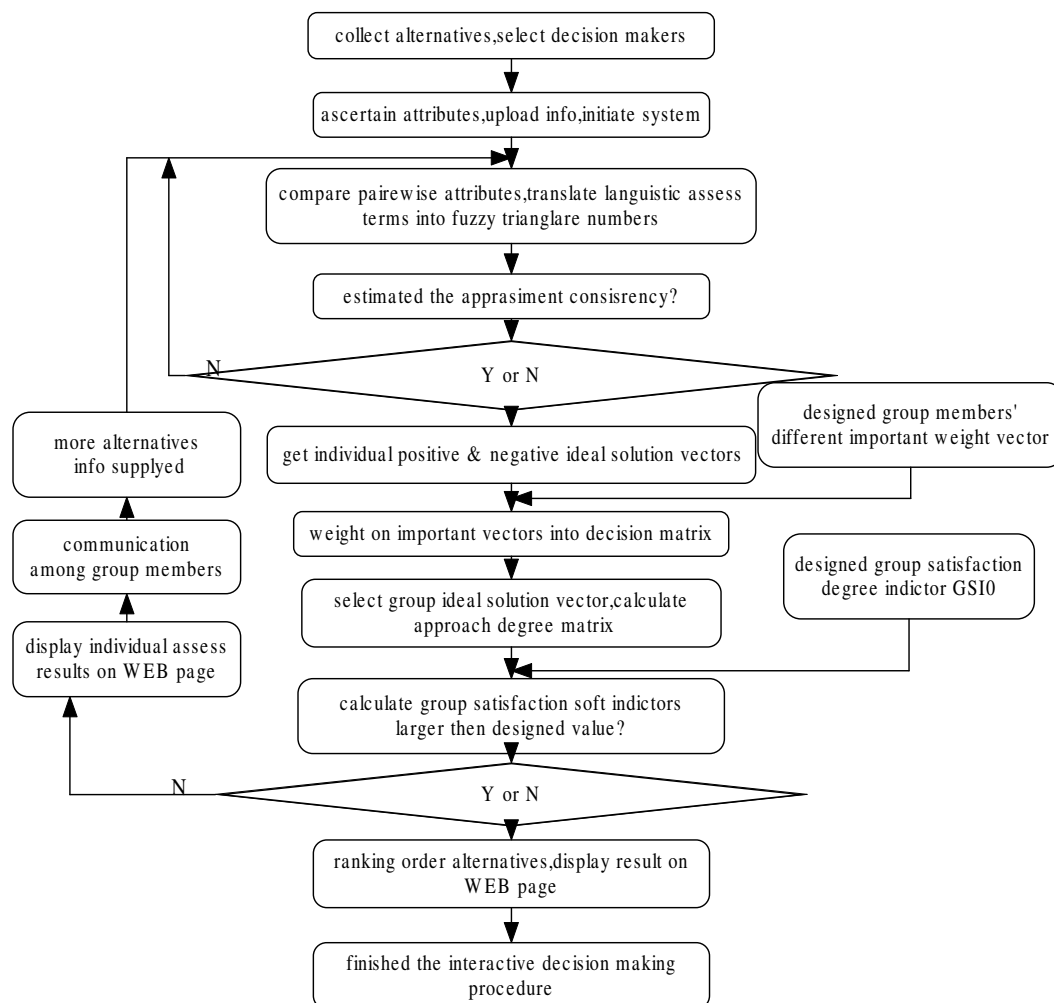 collect alternatives,select decision makers
ascertain attributes,upload info,initiate system
compare pairewise attributes,translate languistic assess
terms into fuzzy trianglare numbers
estimated the apprasiment consisrency?
N
Y or N
designed group members'
different important weight vector
more alternatives
info supplyed
get individual positive & negative ideal solution vectors
weight on important vectors into decision matrix
communication
among group members
designed group satisfaction
degree indictor GSI0
select group ideal solution vector,calculate
approach degree matrix
display individual assess
results on WEB page
calculate group satisfaction soft indictors
larger then designed value?
N
Y or N
ranking order alternatives,display result on
WEB page
finished the interactive decision making
procedure